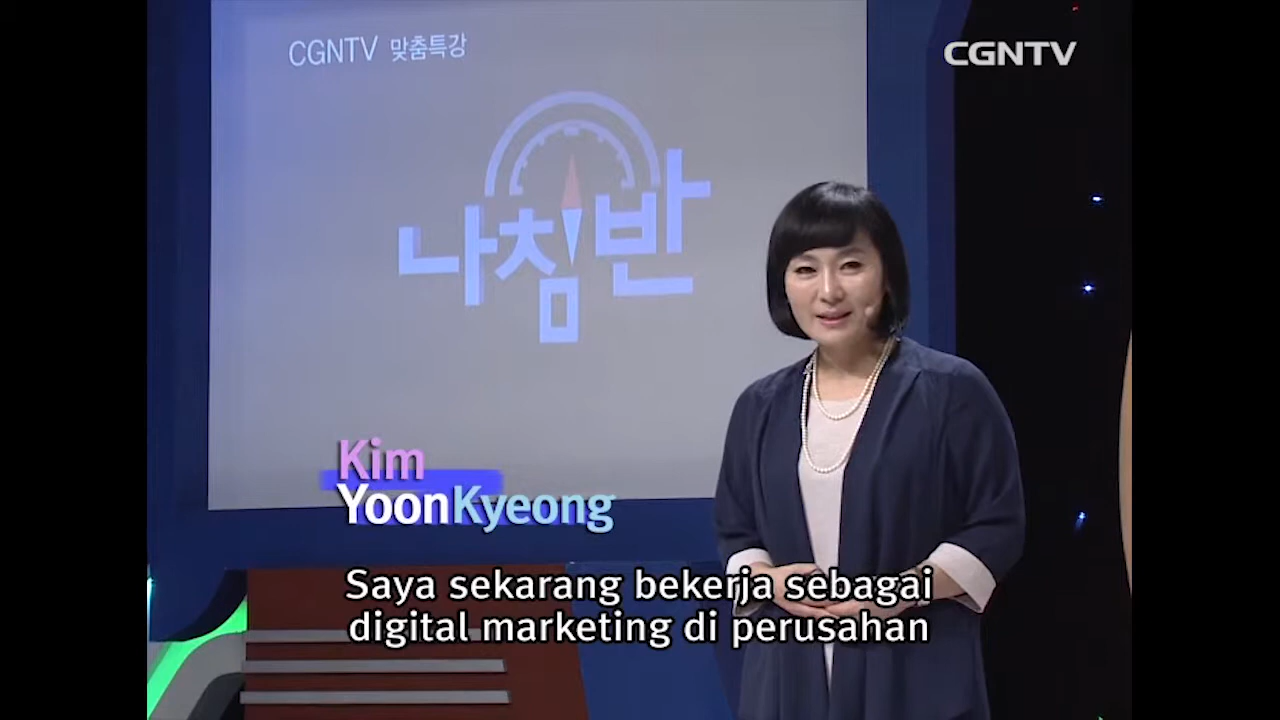 CGNTV 맞춤특강
CGNTV
나침반
Kim
YoonKyeong
Saya sekarang bekerja sebagai
digital marketing di perusahan